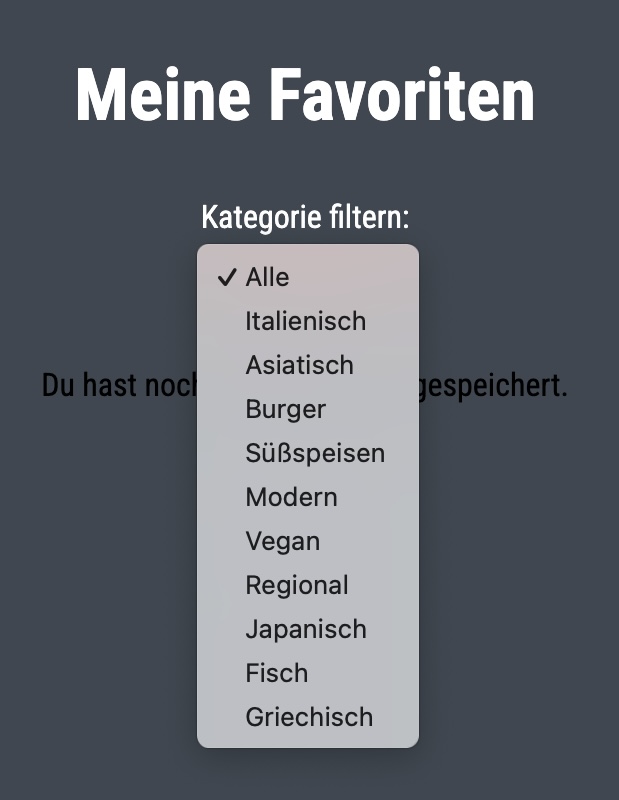 Meine Favoriten
Kategorie filtern:
✓ Alle
Italienisch
Asiatisch
Du hast noch gespeichert.
Burger
Süßspeisen
Modern
Vegan
Regional
Japanisch
Fisch
Griechisch